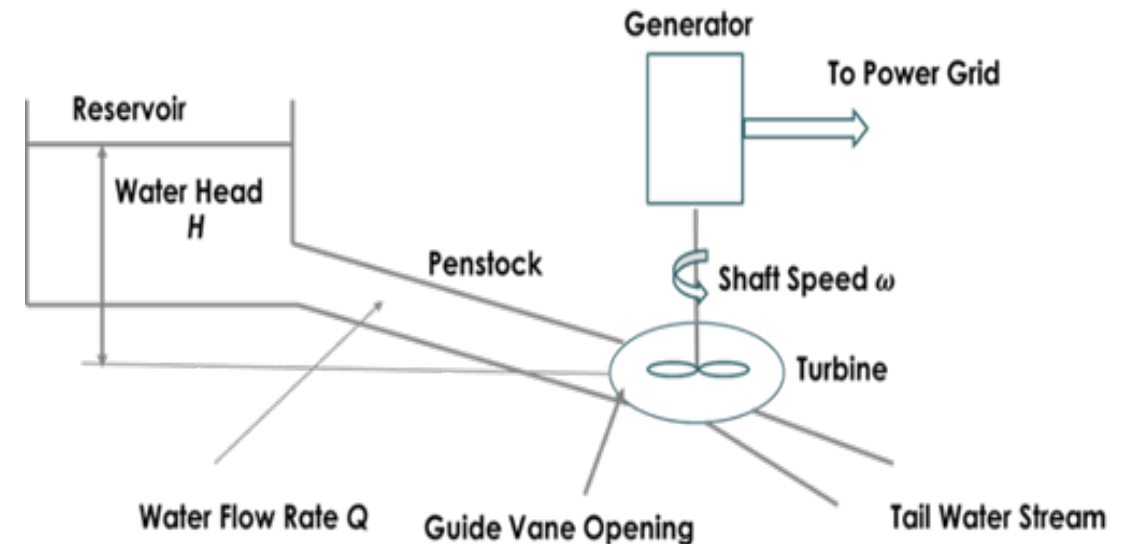 Generator
To Power Grid
Reservoir
Water Head
H
Penstock
Shaft Speed ω
Turbine
Water Flow Rate Q
Guide Vane Opening
Tail Water Stream